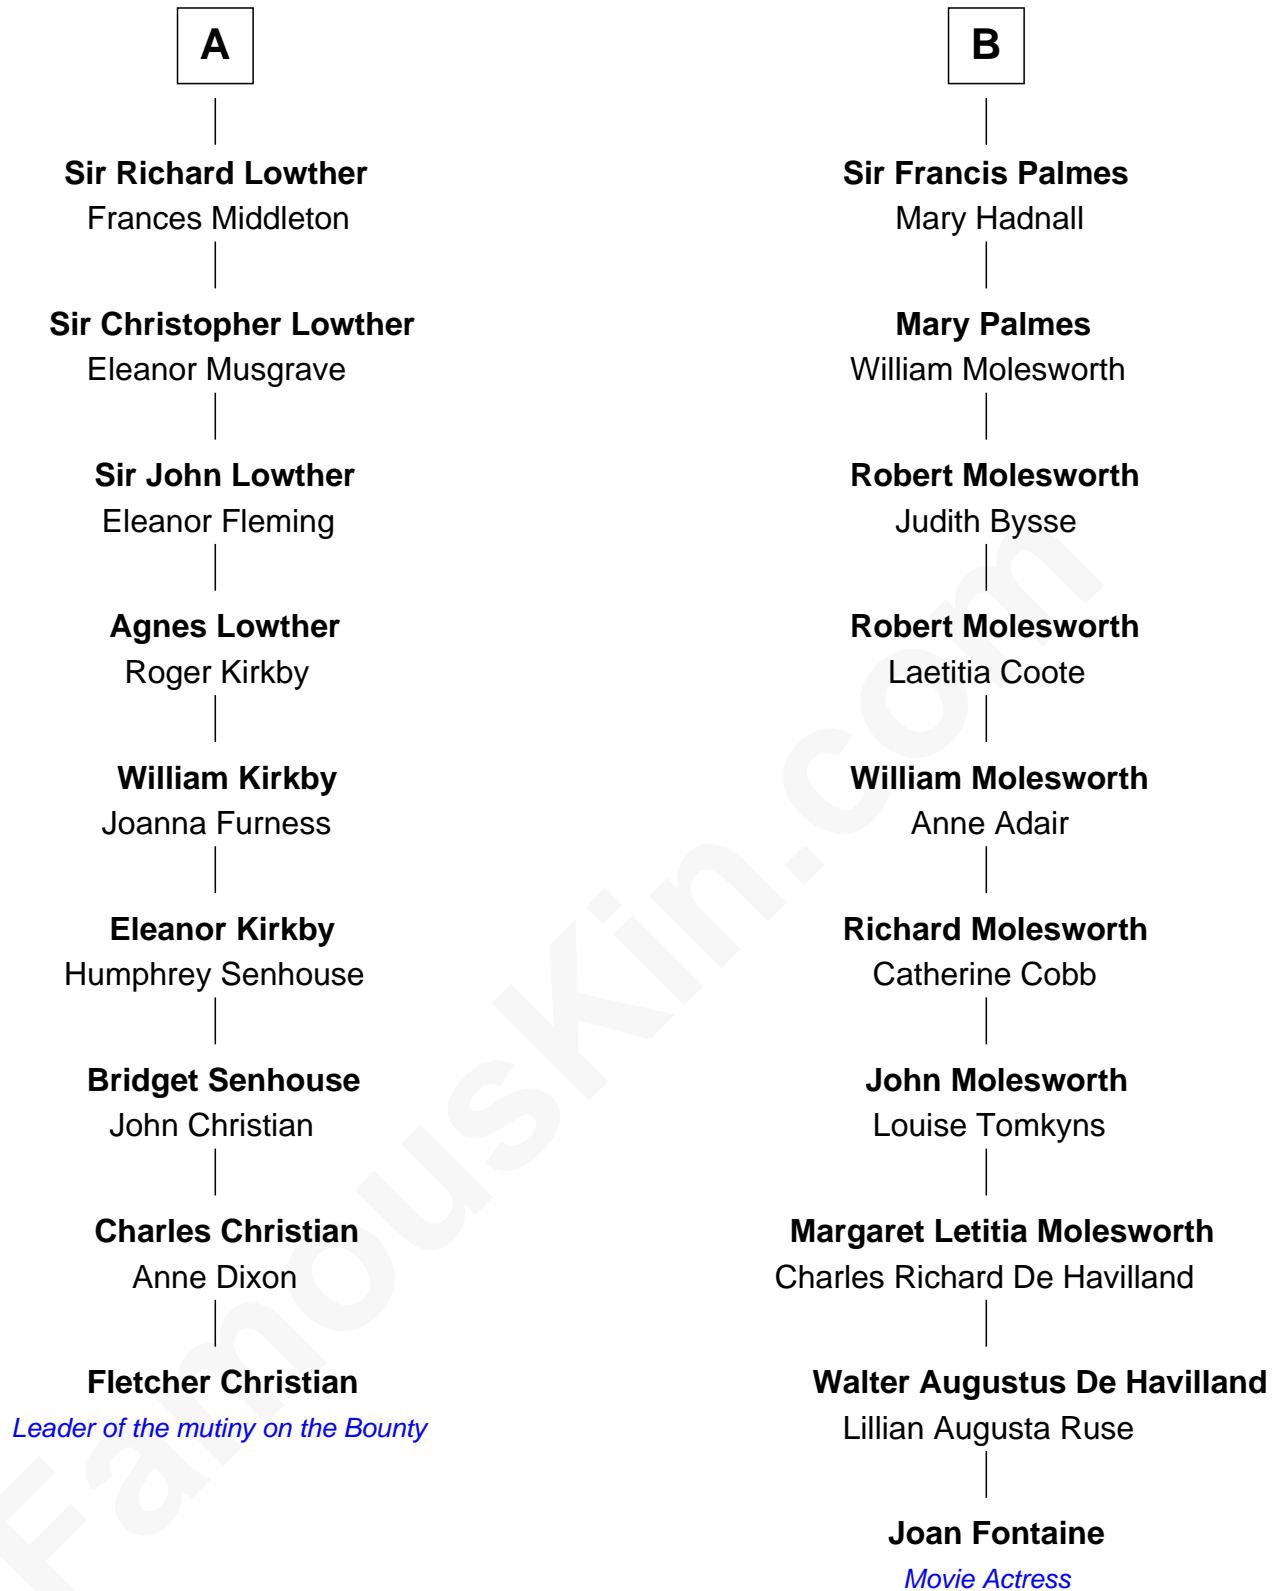 A
Sir Richard Lowther
Frances Middleton
Sir Christopher Lowther
Eleanor Musgrave
Sir John Lowther
Eleanor Fleming
Agnes Lowther
Roger Kirkby
William Kirkby
Joanna Furness
Eleanor Kirkby
Humphrey Senhouse
Bridget Senhouse
John Christian
Charles Christian
Anne Dixon
Fletcher Christian
Leader of the mutiny on the Bounty
B
Sir Francis Palmes
Mary Hadnall
Mary Palmes
William Molesworth
Robert Molesworth
Judith Bysse
Robert Molesworth
Laetitia Coote
William Molesworth
Anne Adair
Richard Molesworth
Catherine Cobb
John Molesworth
Louise Tomkyns
Margaret Letitia Molesworth
Charles Richard De Havilland
Walter Augustus De Havilland
Lillian Augusta Ruse
Joan Fontaine
Movie Actress
FamousKin.com